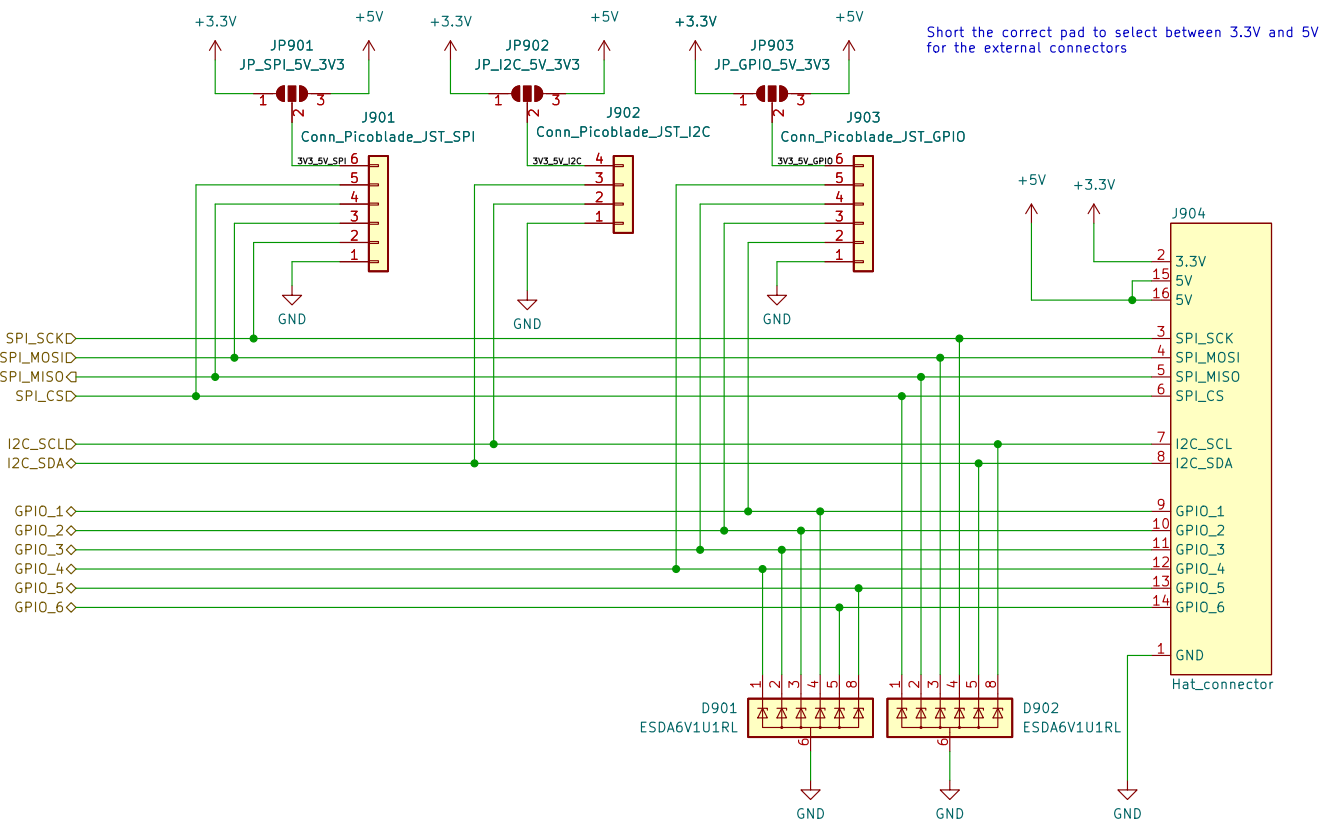 +3.3V
+5V
+3.3V
+5V
+3.3V
+5V
Short the correct pad to select between 3.3V and 5V
for the external connectors
JP901
JP_SPI_5V_3V3
JP902
JP_I2C_5V_3V3
JP903
JP_GPIO_5V_3V3
1
2
3
1
2
3
1
2
3
J901
Conn_Picoblade_JST_SPI
J902
Conn_Picoblade_JST_I2C
J903
Conn_Picoblade_JST_GPIO
3V3_5V_SPI
6
5
4
3
2
1
3V3_5V_I2C
4
3
2
1
3V3_5V_GPIO
6
5
4
3
2
1
GND
GND
GND
+5V
+3.3V
J904
2
3.3V
15
5V
16
5V
SPI_SCK
3
SPI_SCK
SPI_MOSI
4
SPI_MOSI
SPI_MISO
5
SPI_MISO
SPI_CS
6
SPI_CS
I2C_SCL
7
I2C_SCL
I2C_SDA
8
I2C_SDA
GPIO_1
9
GPIO_1
GPIO_2
10
GPIO_2
GPIO_3
11
GPIO_3
GPIO_4
12
GPIO_4
GPIO_5
13
GPIO_5
GPIO_6
14
GPIO_6
1
GND
Hat_connector
1
2
3
4
5
8
D901
ESDA6V1U1RL
6
1
2
3
4
5
8
D902
ESDA6V1U1RL
6
GND
GND
GND